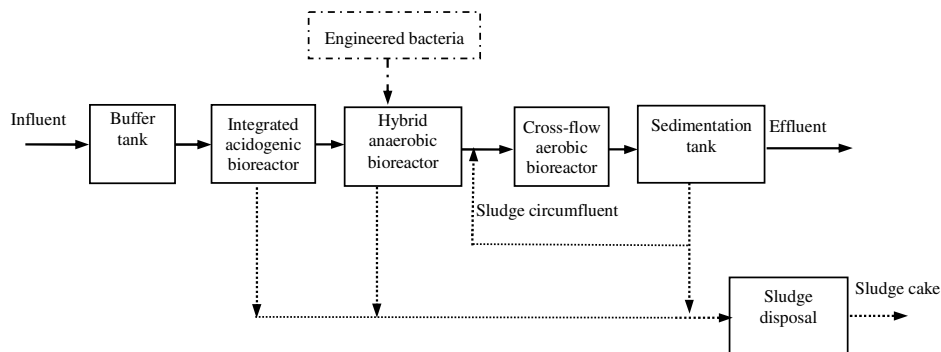 Engineered bacteria
Influent
Buffer
tank
Integrated
acidogenic
bioreactor
Hybrid
anaerobic
bioreactor
Cross-flow
aerobic
bioreactor
Sedimentation
tank
Effluent
Sludge circumfluent
Sludge
disposal
Sludge cake